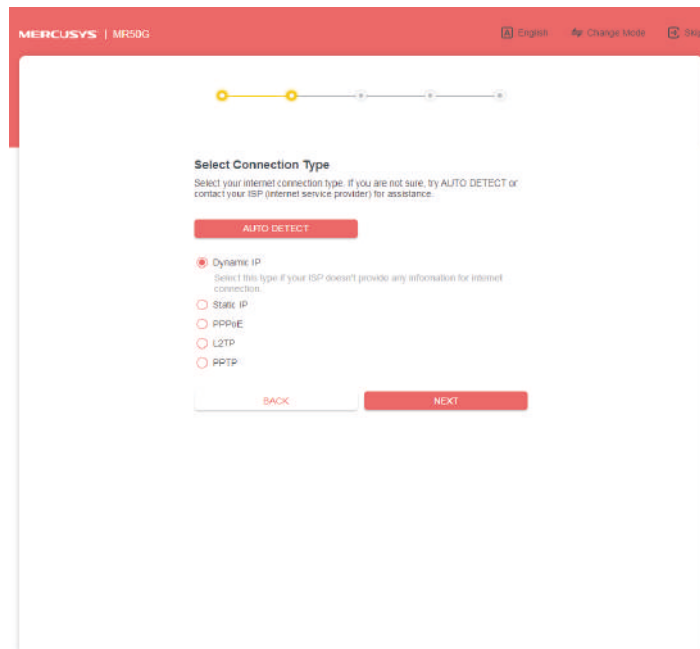 MERCUSYS | MR50G
English
Change Mode
Skip
Select Connection Type
Select your internet connection type. If you are not sure, try AUTO DETECT or
contact your ISP (internet service provider) for assistance.
AUTO DETECT
Dynamic IP
Select this type if your ISP doesn't provide any information for internet
connection.
Static IP
PPPoE
L2TP
PPTP
BACK
NEXT